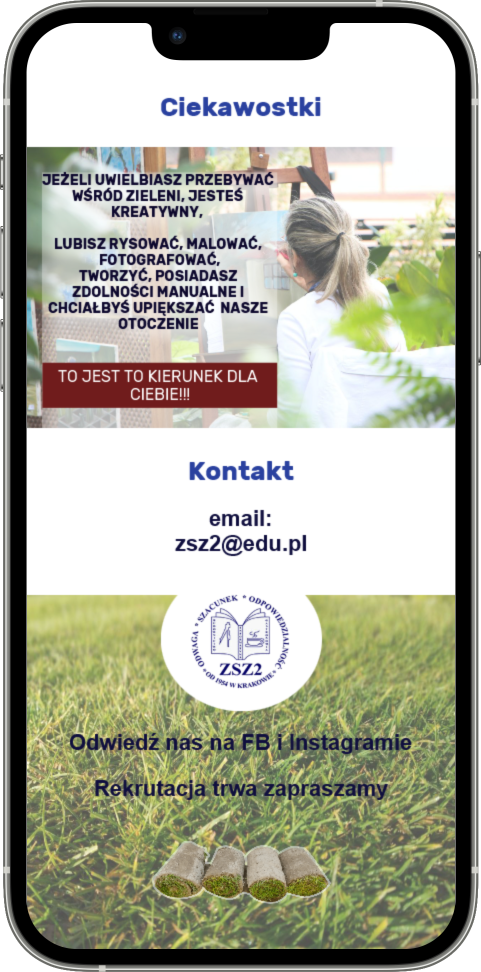 Ciekawostki
JEŻELI UWIELBIASZ PRZEBYWAĆ
WŚRÓD ZIELENI, JESTEŚ
KREATYWNY,
LUBISZ RYSOWAĆ, MALOWAĆ,
FOTOGRAFOWAĆ,
TWORZYĆ, POSIADASZ
ZDOLNOŚCI MANUALNE I
CHCIAŁBYŚ UPIĘKSZAĆ NASZE
OTOCZENIE
TO JEST TO KIERUNEK DLA
CIEBIE!!!
Kontakt
email:
zsz2@edu.pl
ODWAGA * SZACUNEK * ODPOWIEDZIALNOŚĆ
ZSZ2
* OD 1954 W KRAKOWIE *
Odwiedź nas na FB i Instagramie
Rekrutacja trwa zapraszamy